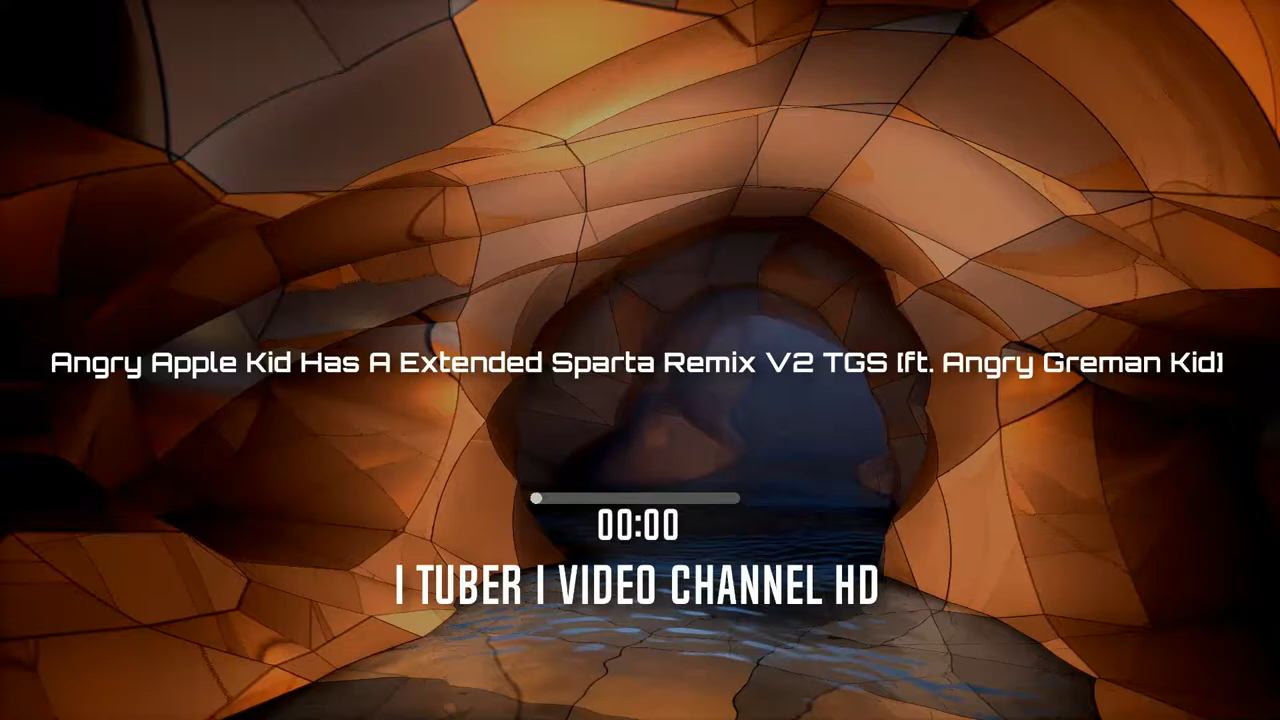 Angry Apple Kid Has A Extended Sparta Remix V2 TGS [ft. Angry Greman Kid]
00:00
I TUBER I VIDEO CHANNEL HD